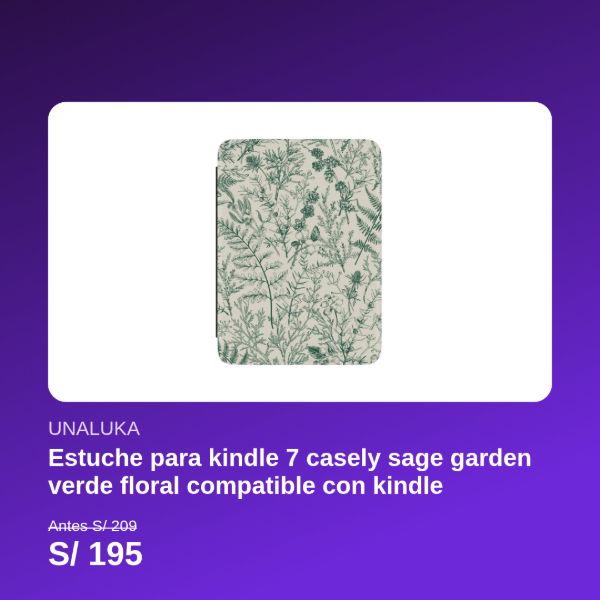 UNALUKA
Estuche para kindle 7 casely sage garden
verde floral compatible con kindle
Antes S/ 209
S/ 195